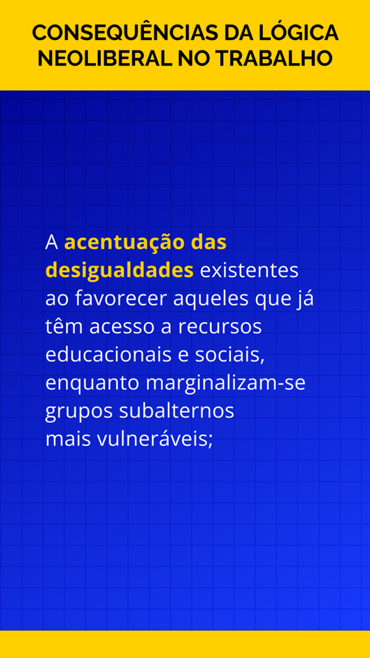 CONSEQUÊNCIAS DA LÓGICA
NEOLIBERAL NO TRABALHO
A acentuação das
desigualdades existentes
ao favorecer aqueles que já
têm acesso a recursos
educacionais e sociais,
enquanto marginalizam-se
grupos subalternos
mais vulneráveis;